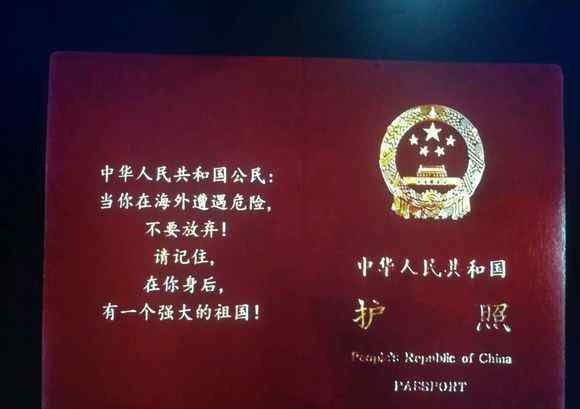 中华人民共和国公民：
当你在海外遭遇危险，
不要放弃！
请记住，
在你身后，
有一个强大的祖国！
中华人民共和国
护照
People's Republic of China
PASSPORT